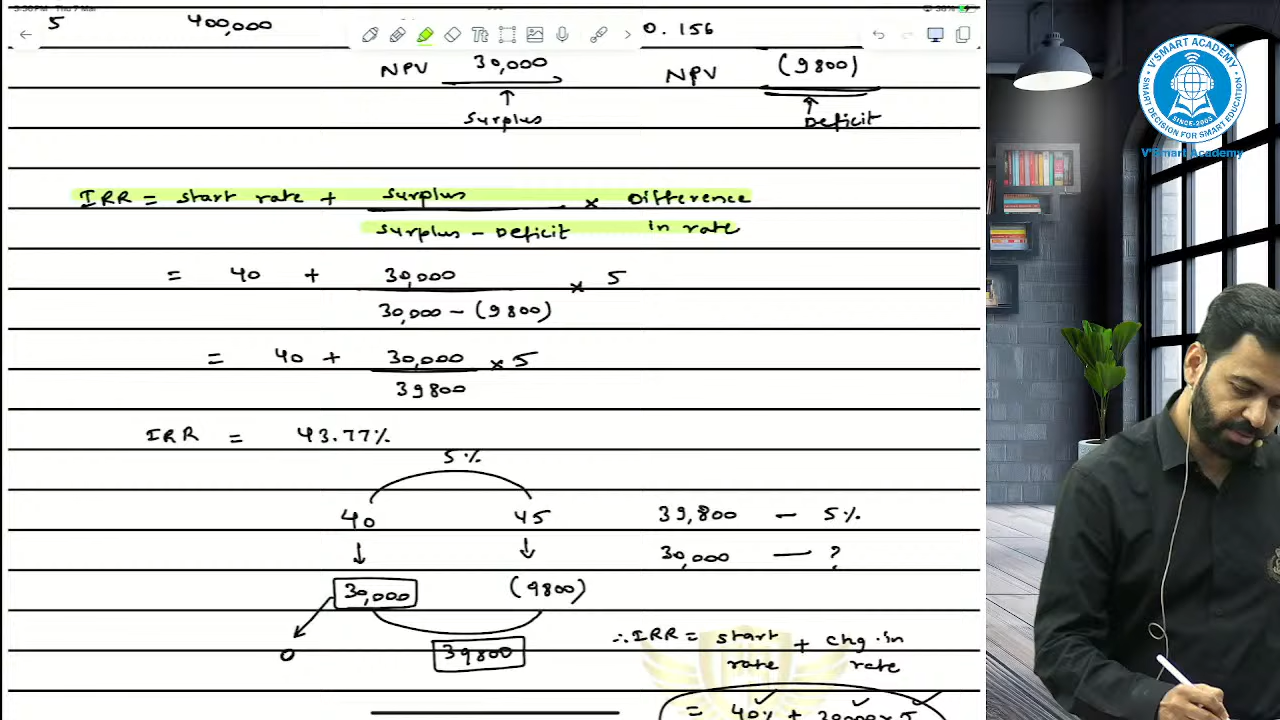 5 400,000 0.156
NPV 30,000 NPV (9800)
↑ ↑
Surplus Deficit
IRR = start rate + surplus × Difference
surplus - Deficit in rate
= 40 + 30,000 × 5
30,000 - (9800)
= 40 + 30,000 × 5
39800
IRR = 43.77%
5%
40 45 39,800 — 5%
↓ ↓ 30,000 — ?
30,000 (9800)
∴ IRR = start + chg. in
0 39800 rate rate
= 40% + 30000 × 5
V'SMART ACADEMY
SMART DECISION FOR SMART EDUCATION
SINCE-2005
V'Smart Academy